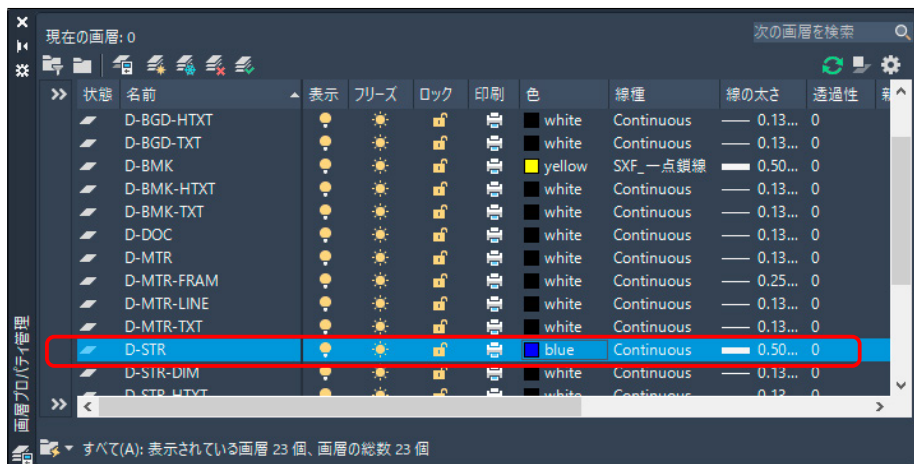 現在の画層: 0
次の画層を検索
状態 名前 表示 フリーズ ロック 印刷 色 線種 線の太さ 透過性 新
D-BGD-HTXT white Continuous 0.13... 0
D-BGD-TXT white Continuous 0.13... 0
D-BMK yellow SXF_一点鎖線 0.50... 0
D-BMK-HTXT white Continuous 0.13... 0
D-BMK-TXT white Continuous 0.13... 0
D-DOC white Continuous 0.13... 0
D-MTR white Continuous 0.13... 0
D-MTR-FRAM white Continuous 0.25... 0
D-MTR-LINE white Continuous 0.13... 0
D-MTR-TXT white Continuous 0.13... 0
D-STR blue Continuous 0.50... 0
D-STR-DIM white Continuous 0.13... 0
D-STR-HTXT white Continuous 0.13... 0
画層プロパティ管理
すべて(A): 表示されている画層 23 個、画層の総数 23 個